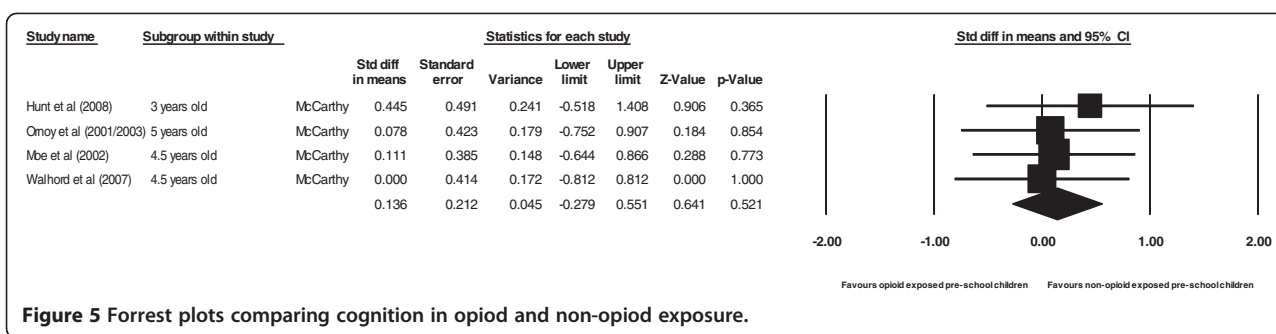 Study name Subgroup within study Statistics for each study Std diff in means and 95% CI
Std diff Standard Lower Upper
in means error Variance limit limit Z-Value p-Value
Hunt et al (2008) 3 years old McCarthy 0.445 0.491 0.241 -0.518 1.408 0.906 0.365
Ornoy et al (2001/2003) 5 years old McCarthy 0.078 0.423 0.179 -0.752 0.907 0.184 0.854
Moe et al (2002) 4.5 years old McCarthy 0.111 0.385 0.148 -0.644 0.866 0.288 0.773
Walhord et al (2007) 4.5 years old McCarthy 0.000 0.414 0.172 -0.812 0.812 0.000 1.000
0.136 0.212 0.045 -0.279 0.551 0.641 0.521
-2.00 -1.00 0.00 1.00 2.00
Favours opioid exposed pre-school children Favours non-opioid exposed pre-school children
Figure 5 Forrest plots comparing cognition in opiod and non-opiod exposure.